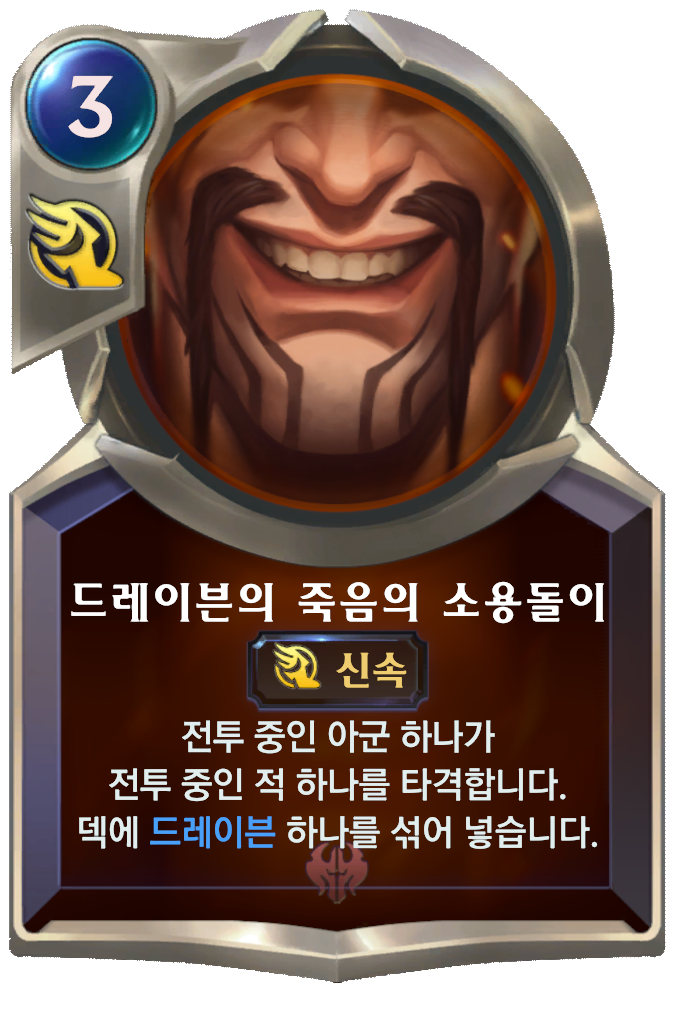 3
드레이븐의 죽음의 소용돌이
신속
전투 중인 아군 하나가
전투 중인 적 하나를 타격합니다.
덱에 드레이븐 하나를 섞어 넣습니다.